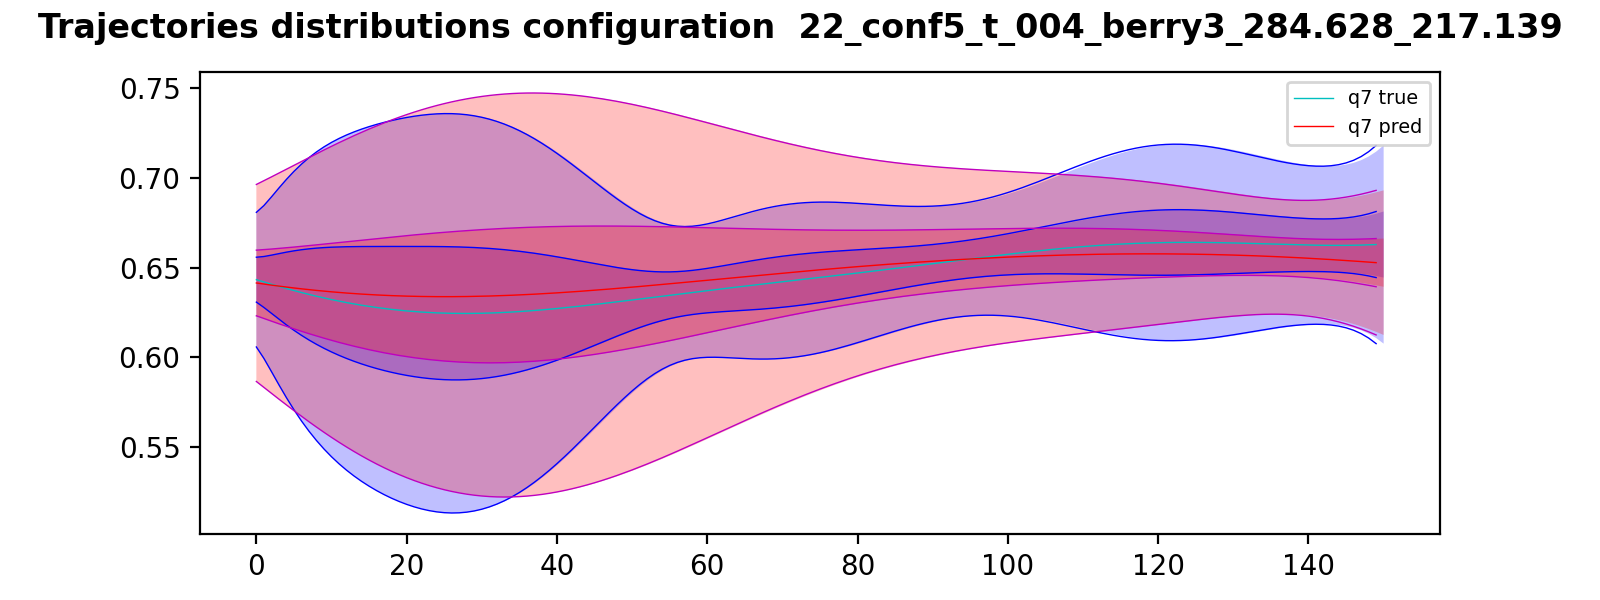 Trajectories distributions configuration  22_conf5_t_004_berry3_284.628_217.139
0.75
0.70
0.65
0.60
0.55
q7 true
q7 pred
0 20 40 60 80 100 120 140